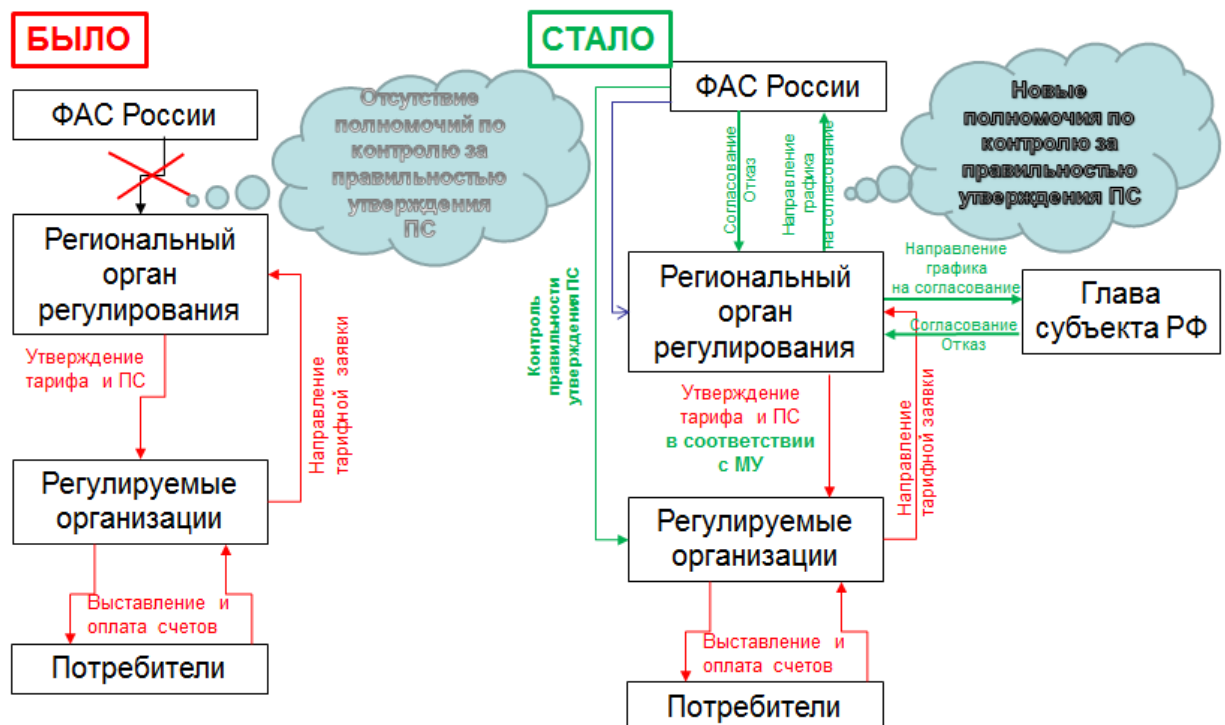 БЫЛО
ФАС России
Отсутствие
полномочий по
контролю за
правильностью
утверждения
ПС
Региональный
орган
регулирования
Утверждение
тарифа и ПС
Направление
тарифной заявки
Регулируемые
организации
Выставление и
оплата счетов
Потребители
СТАЛО
ФАС России
Новые
полномочия по
контролю за
правильностью
утверждения ПС
Согласование
Отказ
Направление
графика
на согласование
Контроль
правильности
утверждения ПС
Региональный
орган
регулирования
Направление
графика
на согласование
Глава
субъекта РФ
Согласование
Отказ
Утверждение
тарифа и ПС
в соответствии
с МУ
Направление
тарифной заявки
Регулируемые
организации
Выставление и
оплата счетов
Потребители